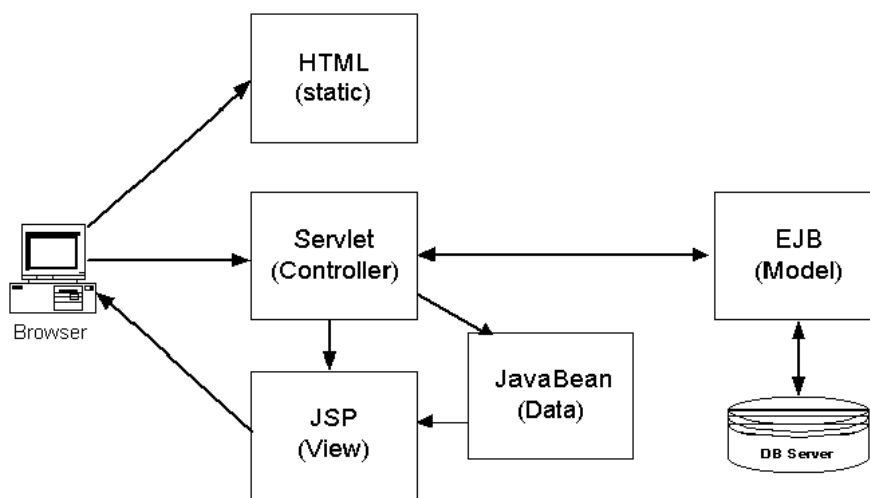 HTML
(static)
Servlet
(Controller)
EJB
(Model)
Browser
JavaBean
(Data)
JSP
(View)
DB Server